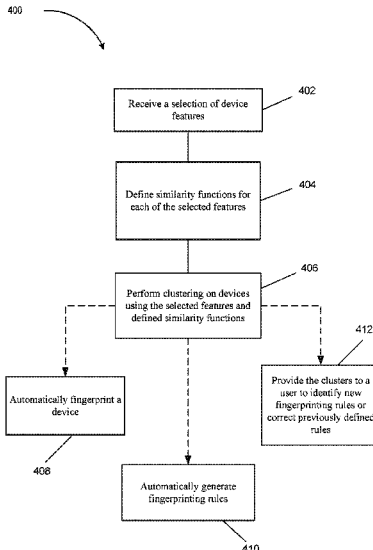 400
402
Receive a selection of device
features
404
Define similarity functions for
each of the selected features
406
Perform clustering on devices
using the selected features and
defined similarity functions
412
Provide the clusters to a
user to identify new
fingerprinting rules or
correct previously defined
rules
Automatically fingerprint a
device
408
Automatically generate
fingerprinting rules
410